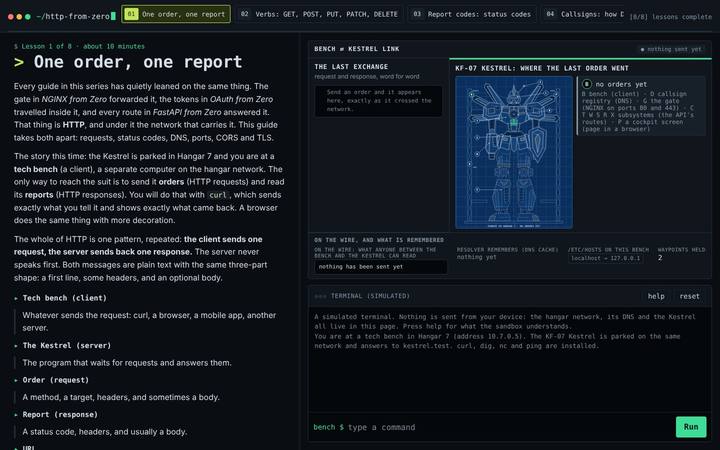 ~/http-from-zero
01 One order, one report
02 Verbs: GET, POST, PUT, PATCH, DELETE
03 Report codes: status codes
04 Callsigns: how D
[0/8] lessons complete
$ Lesson 1 of 8 · about 10 minutes
> One order, one report
Every guide in this series has quietly leaned on this one. The
gate in NGINX from Zero forwarded it, the tokens in OAuth from Zero
travelled inside it, and every route in FastAPI from Zero answered it.
That thing is HTTP, and under it the network that carries it. This guide
takes both apart: requests, status codes, DNS, ports, CORS and TLS.
The story this time: the Kestrel is parked in Hangar 7 and you are at a
tech bench (a client), a separate computer on the hangar network. The
only way to reach the suit is to send it orders (HTTP requests) and read
its reports (HTTP responses). You will do that with curl, which sends
exactly what you tell it and shows exactly what came back. A browser
does the same thing with more decoration.
The whole of HTTP is one pattern, repeated: the client sends one
request, the server sends back one response. The server never
speaks first. Both messages are plain text with the same three-part
shape: a first line, some headers, and an optional body.
▸ Tech bench (client)
Whatever sends the request: curl, a browser, a mobile app, another
server.
▸ The Kestrel (server)
The program that waits for requests and answers them.
▸ Order (request)
A method, a target, headers, and sometimes a body.
▸ Report (response)
A status code, headers, and usually a body.
▸ URL
BENCH ⇌ KESTREL LINK
● nothing sent yet
THE LAST EXCHANGE
request and response, word for word
Send an order and it appears
here, exactly as it crossed the
network.
KF-07 KESTREL: WHERE THE LAST ORDER WENT
B no orders yet
B bench (client) · D callsign
registry (DNS) · G the gate
(NGINX on ports 80 and 443) · C
T W S R X subsystems (the API's
routes) · P a cockpit screen
(page in a browser)
ON THE WIRE, AND WHAT IS REMEMBERED
ON THE WIRE: WHAT ANYONE BETWEEN THE
BENCH AND THE KESTREL CAN READ
nothing has been sent yet
RESOLVER REMEMBERS (DNS CACHE)
nothing yet
/ETC/HOSTS ON THIS BENCH
localhost → 127.0.0.1
WAYPOINTS HELD
2
TERMINAL (SIMULATED)
help
reset
A simulated terminal. Nothing is sent from your device: the hangar network, its DNS and the Kestrel
all live in this page. Press help for what the sandbox understands.
You are at a tech bench in Hangar 7 (address 10.7.0.5). The KF-07 Kestrel is parked on the same
network and answers to kestrel.test. curl, dig, nc and ping are installed.
bench $ type a command
Run